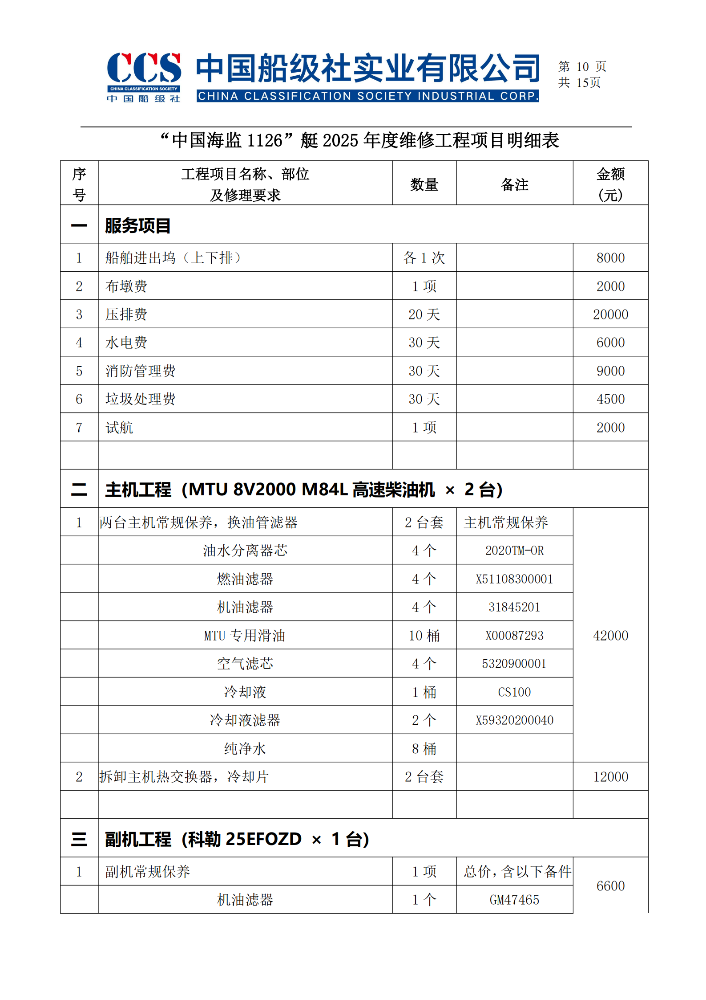 CCS
CHINA CLASSIFICATION SOCIETY
中国船级社
中国船级社实业有限公司
CHINA CLASSIFICATION SOCIETY INDUSTRIAL CORP.
第 10 页
共 15页
“中国海监 1126”艇 2025 年度维修工程项目明细表
序号 工程项目名称、部位及修理要求 数量 备注 金额(元)
一 服务项目
1 船舶进出坞（上下排） 各 1 次 8000
2 布墩费 1 项 2000
3 压排费 20 天 20000
4 水电费 30 天 6000
5 消防管理费 30 天 9000
6 垃圾处理费 30 天 4500
7 试航 1 项 2000
二 主机工程（MTU 8V2000 M84L 高速柴油机 × 2 台）
1 两台主机常规保养，换油管滤器 2 台套 主机常规保养 42000
油水分离器芯 4 个 2020TM-OR
燃油滤器 4 个 X51108300001
机油滤器 4 个 31845201
MTU 专用滑油 10 桶 X00087293
空气滤芯 4 个 5320900001
冷却液 1 桶 CS100
冷却液滤器 2 个 X59320200040
纯净水 8 桶
2 拆卸主机热交换器，冷却片 2 台套 12000
三 副机工程（科勒 25EFOZD × 1 台）
1 副机常规保养 1 项 总价，含以下备件 6600
机油滤器 1 个 GM47465